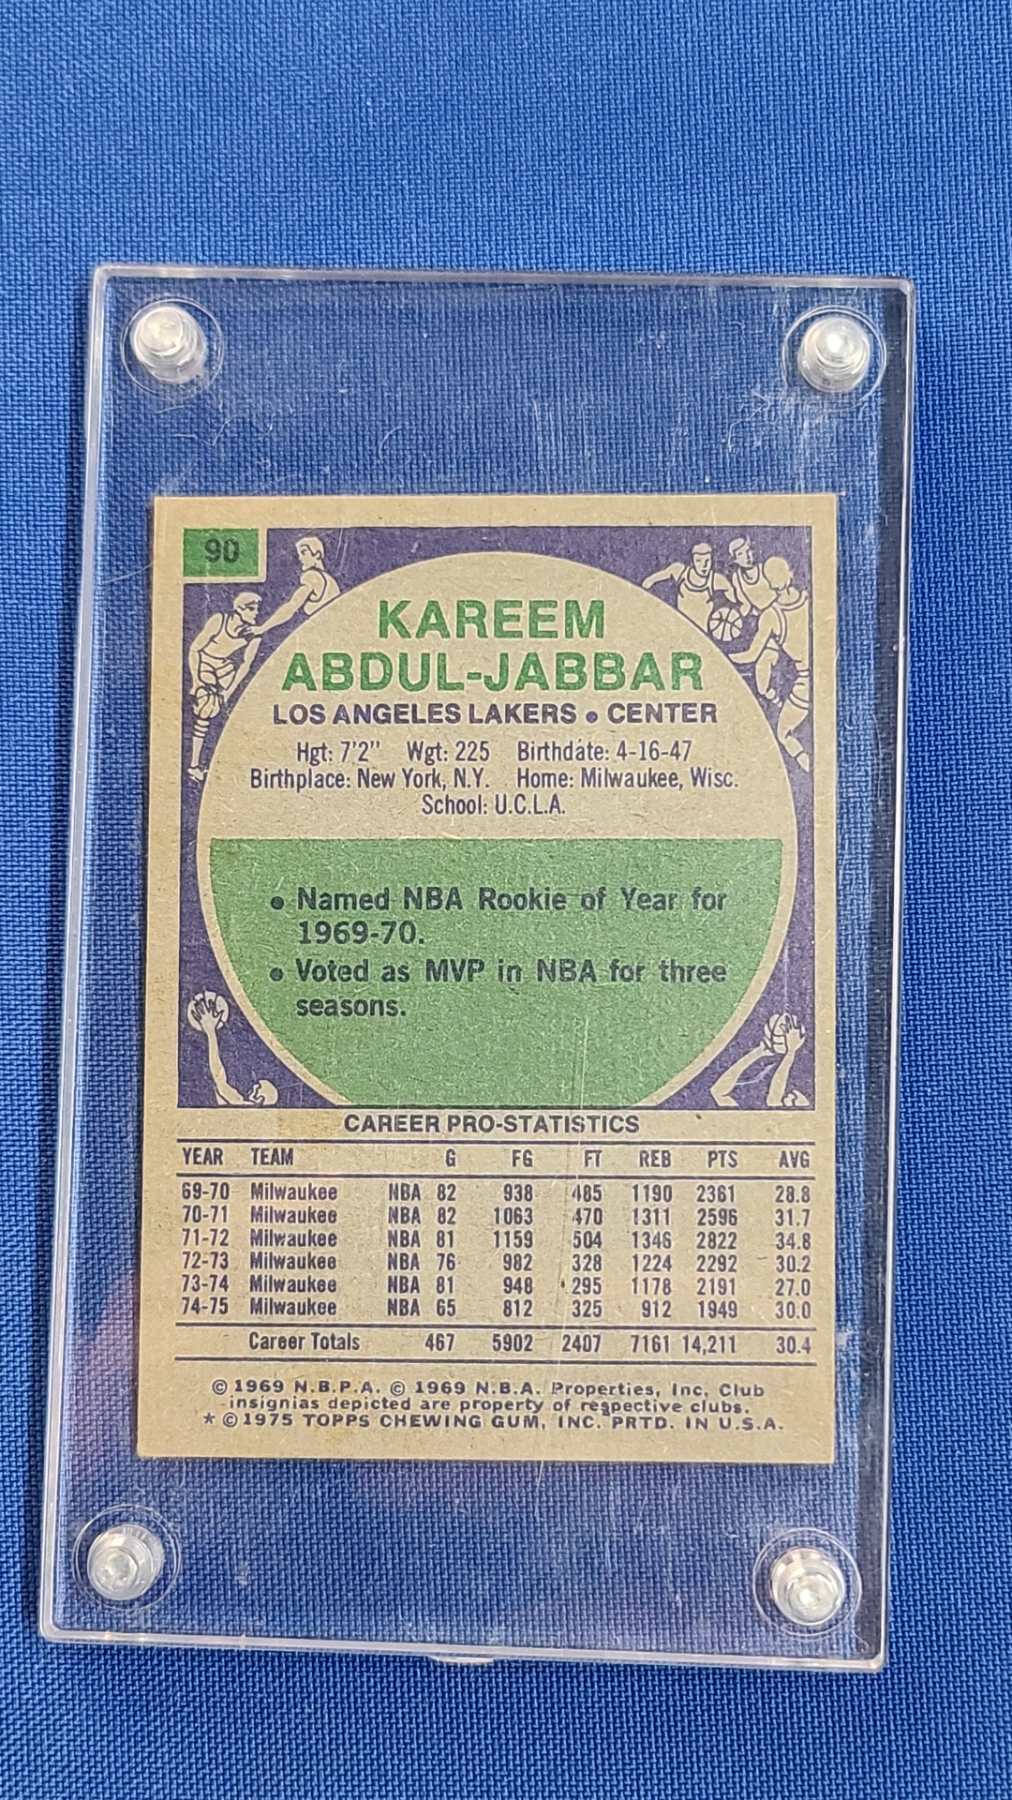 90
KAREEM
ABDUL-JABBAR
LOS ANGELES LAKERS • CENTER
Hgt: 7'2" Wgt: 225 Birthdate: 4-16-47
Birthplace: New York, N.Y. Home: Milwaukee, Wisc.
School: U.C.L.A.
• Named NBA Rookie of Year for
1969-70.
• Voted as MVP in NBA for three
seasons.
CAREER PRO-STATISTICS
YEAR TEAM G FG FT REB PTS AVG
69-70 Milwaukee NBA 82 938 485 1190 2361 28.8
70-71 Milwaukee NBA 82 1063 470 1311 2596 31.7
71-72 Milwaukee NBA 81 1159 504 1346 2822 34.8
72-73 Milwaukee NBA 76 982 328 1224 2292 30.2
73-74 Milwaukee NBA 81 948 295 1178 2191 27.0
74-75 Milwaukee NBA 65 812 325 912 1949 30.0
Career Totals 467 5902 2407 7161 14,211 30.4
© 1969 N.B.P.A. © 1969 N.B.A. Properties, Inc. Club
insignias depicted are property of respective clubs.
* © 1975 TOPPS CHEWING GUM, INC. PRTD. IN U.S.A.